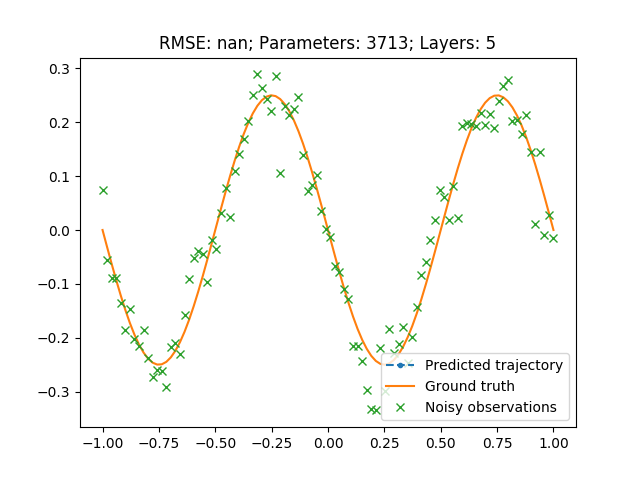 RMSE: nan; Parameters: 3713; Layers: 5
0.3
0.2
0.1
0.0
−0.1
−0.2
−0.3
Predicted trajectory
Ground truth
Noisy observations
−1.00 −0.75 −0.50 −0.25 0.00 0.25 0.50 0.75 1.00